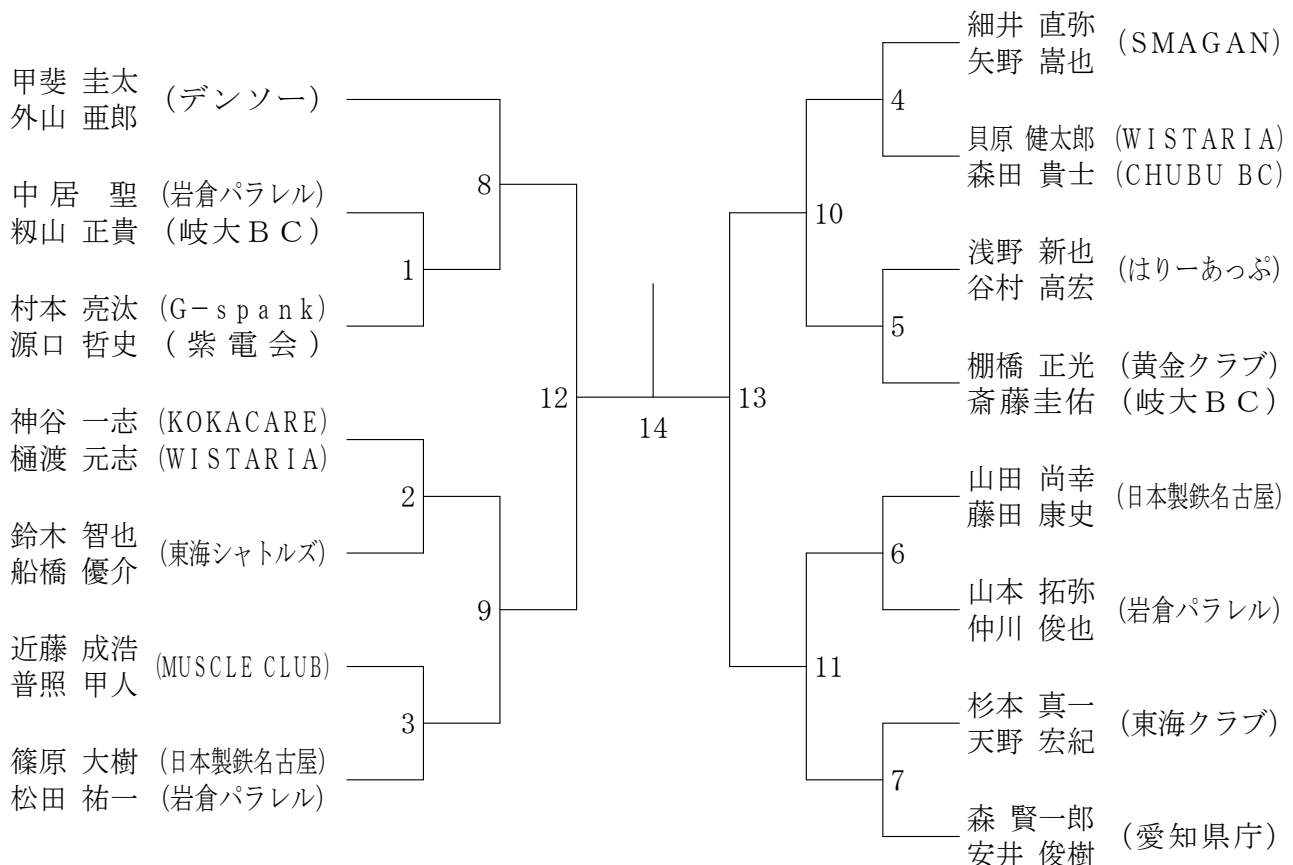 甲斐 圭太
外山 亜郎
(デンソー)
8
中居 聖 (岩倉パラレル)
籾山 正貴 (岐大BC)
1
村本 亮汰 (G-spank)
源口 哲史 (紫電会)
12
神谷 一志 (KOKACARE)
樋渡 元志 (WISTARIA)
2
鈴木 智也
船橋 優介
(東海シャトルズ)
9
近藤 成浩
普照 甲人
(MUSCLE CLUB)
3
篠原 大樹 (日本製鉄名古屋)
松田 祐一 (岩倉パラレル)
14
細井 直弥
矢野 嵩也
(SMAGAN)
4
貝原 健太郎 (WISTARIA)
森田 貴士 (CHUBU BC)
10
浅野 新也
谷村 高宏
(はりーあっぷ)
5
棚橋 正光 (黄金クラブ)
斎藤圭佑 (岐大BC)
13
山田 尚幸
藤田 康史
(日本製鉄名古屋)
6
山本 拓弥
仲川 俊也
(岩倉パラレル)
11
杉本 真一
天野 宏紀
(東海クラブ)
7
森 賢一郎
安井 俊樹
(愛知県庁)